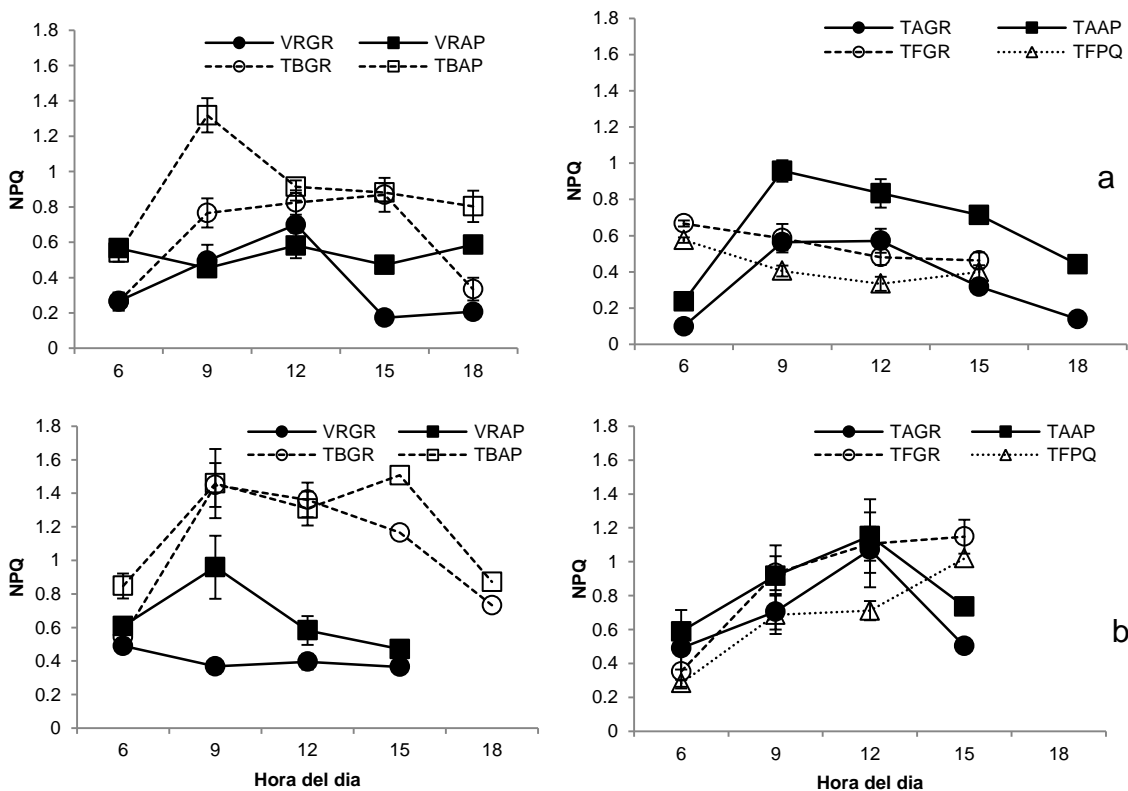 1.8
1.6
1.4
1.2
1
0.8
0.6
0.4
0.2
0
NPQ
VRGR VRAP
TBGR TBAP
6 9 12 15 18
1.8
1.6
1.4
1.2
1
0.8
0.6
0.4
0.2
0
NPQ
TAGR TAAP
TFGR TFPQ
6 9 12 15 18
a
1.8
1.6
1.4
1.2
1
0.8
0.6
0.4
0.2
0
NPQ
VRGR VRAP
TBGR TBAP
6 9 12 15 18
Hora del dia
1.8
1.6
1.4
1.2
1
0.8
0.6
0.4
0.2
0
NPQ
TAGR TAAP
TFGR TFPQ
6 9 12 15 18
Hora del dia
b